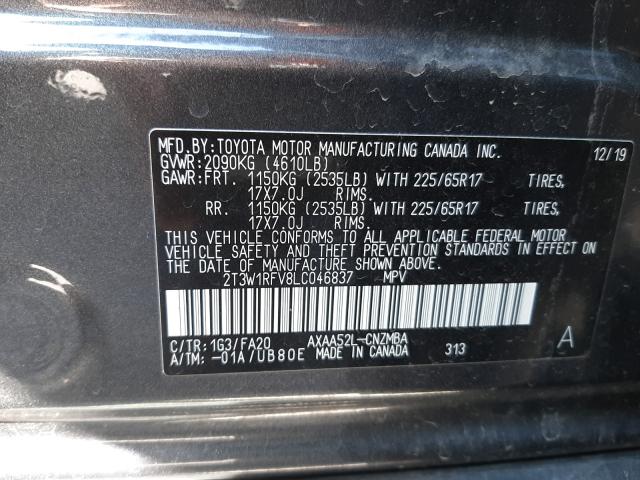 MFD.BY:TOYOTA MOTOR MANUFACTURING CANADA INC. 12/19
GVWR:2090KG (4610LB)
GAWR:FRT. 1150KG (2535LB) WITH 225/65R17 TIRES,
17X7.0J RIMS.
RR. 1150KG (2535LB) WITH 225/65R17 TIRES,
17X7.0J RIMS.
THIS VEHICLE CONFORMS TO ALL APPLICABLE FEDERAL MOTOR
VEHICLE SAFETY AND THEFT PREVENTION STANDARDS IN EFFECT ON
THE DATE OF MANUFACTURE SHOWN ABOVE.
2T3W1RFV8LC046837 MPV
C/TR:1G3/FA20 AXAA52L-CNZMBA A
A/TM:-01A/UB80E MADE IN CANADA 313